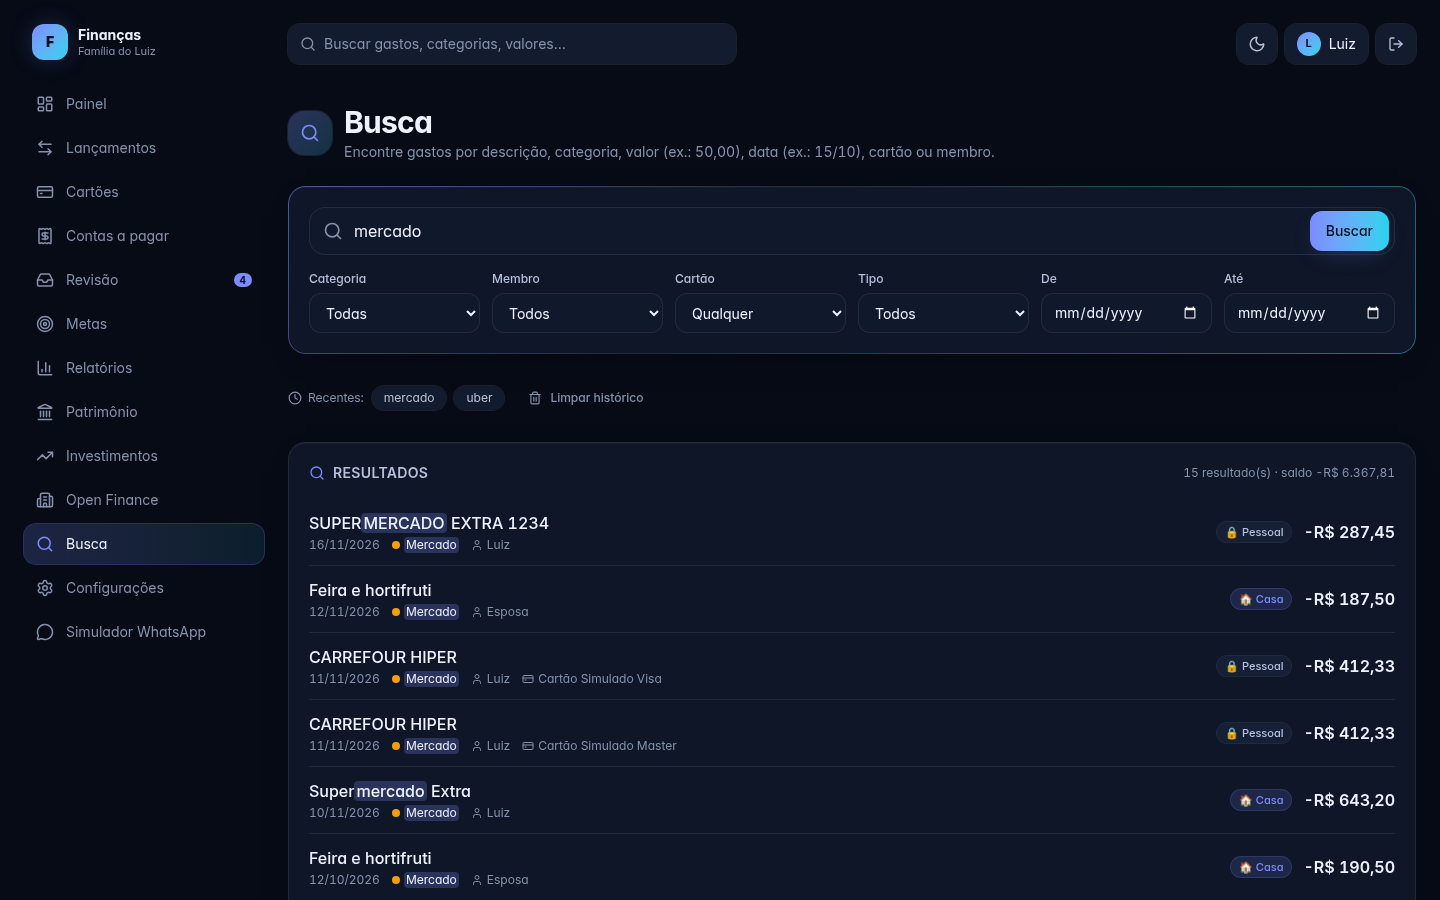 F
Finanças
Família do Luiz
Buscar gastos, categorias, valores...
L
Luiz
Painel
Lançamentos
Cartões
Contas a pagar
Revisão
4
Metas
Relatórios
Patrimônio
Investimentos
Open Finance
Busca
Configurações
Simulador WhatsApp
Busca
Encontre gastos por descrição, categoria, valor (ex.: 50,00), data (ex.: 15/10), cartão ou membro.
mercado
Buscar
Categoria Membro Cartão Tipo De Até
Todas Todos Qualquer Todos mm/dd/yyyy mm/dd/yyyy
Recentes: mercado uber Limpar histórico
RESULTADOS
15 resultado(s) · saldo -R$ 6.367,81
SUPERMERCADO EXTRA 1234
16/11/2026 Mercado Luiz
Pessoal -R$ 287,45
Feira e hortifruti
12/11/2026 Mercado Esposa
Casa -R$ 187,50
CARREFOUR HIPER
11/11/2026 Mercado Luiz Cartão Simulado Visa
Pessoal -R$ 412,33
CARREFOUR HIPER
11/11/2026 Mercado Luiz Cartão Simulado Master
Pessoal -R$ 412,33
Supermercado Extra
10/11/2026 Mercado Luiz
Casa -R$ 643,20
Feira e hortifruti
12/10/2026 Mercado Esposa
Casa -R$ 190,50